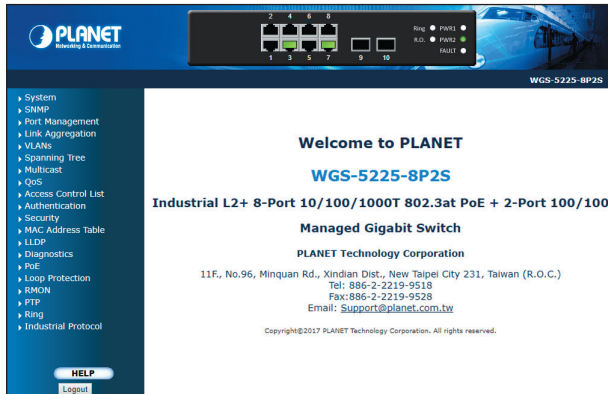 PLANET
Networking & Communication
2 4 6 8
1 3 5 7 9 10
Ring PWR1
R.O. PWR2
FAULT
WGS-5225-8P2S
System
SNMP
Port Management
Link Aggregation
VLANs
Spanning Tree
Multicast
QoS
Access Control List
Authentication
Security
MAC Address Table
LLDP
Diagnostics
PoE
Loop Protection
RMON
PTP
Ring
Industrial Protocol
HELP
Logout
Welcome to PLANET
WGS-5225-8P2S
Industrial L2+ 8-Port 10/100/1000T 802.3at PoE + 2-Port 100/100
Managed Gigabit Switch
PLANET Technology Corporation
11F., No.96, Minquan Rd., Xindian Dist., New Taipei City 231, Taiwan (R.O.C.)
Tel: 886-2-2219-9518
Fax:886-2-2219-9528
Email: Support@planet.com.tw
Copyright©2017 PLANET Technology Corporation. All rights reserved.